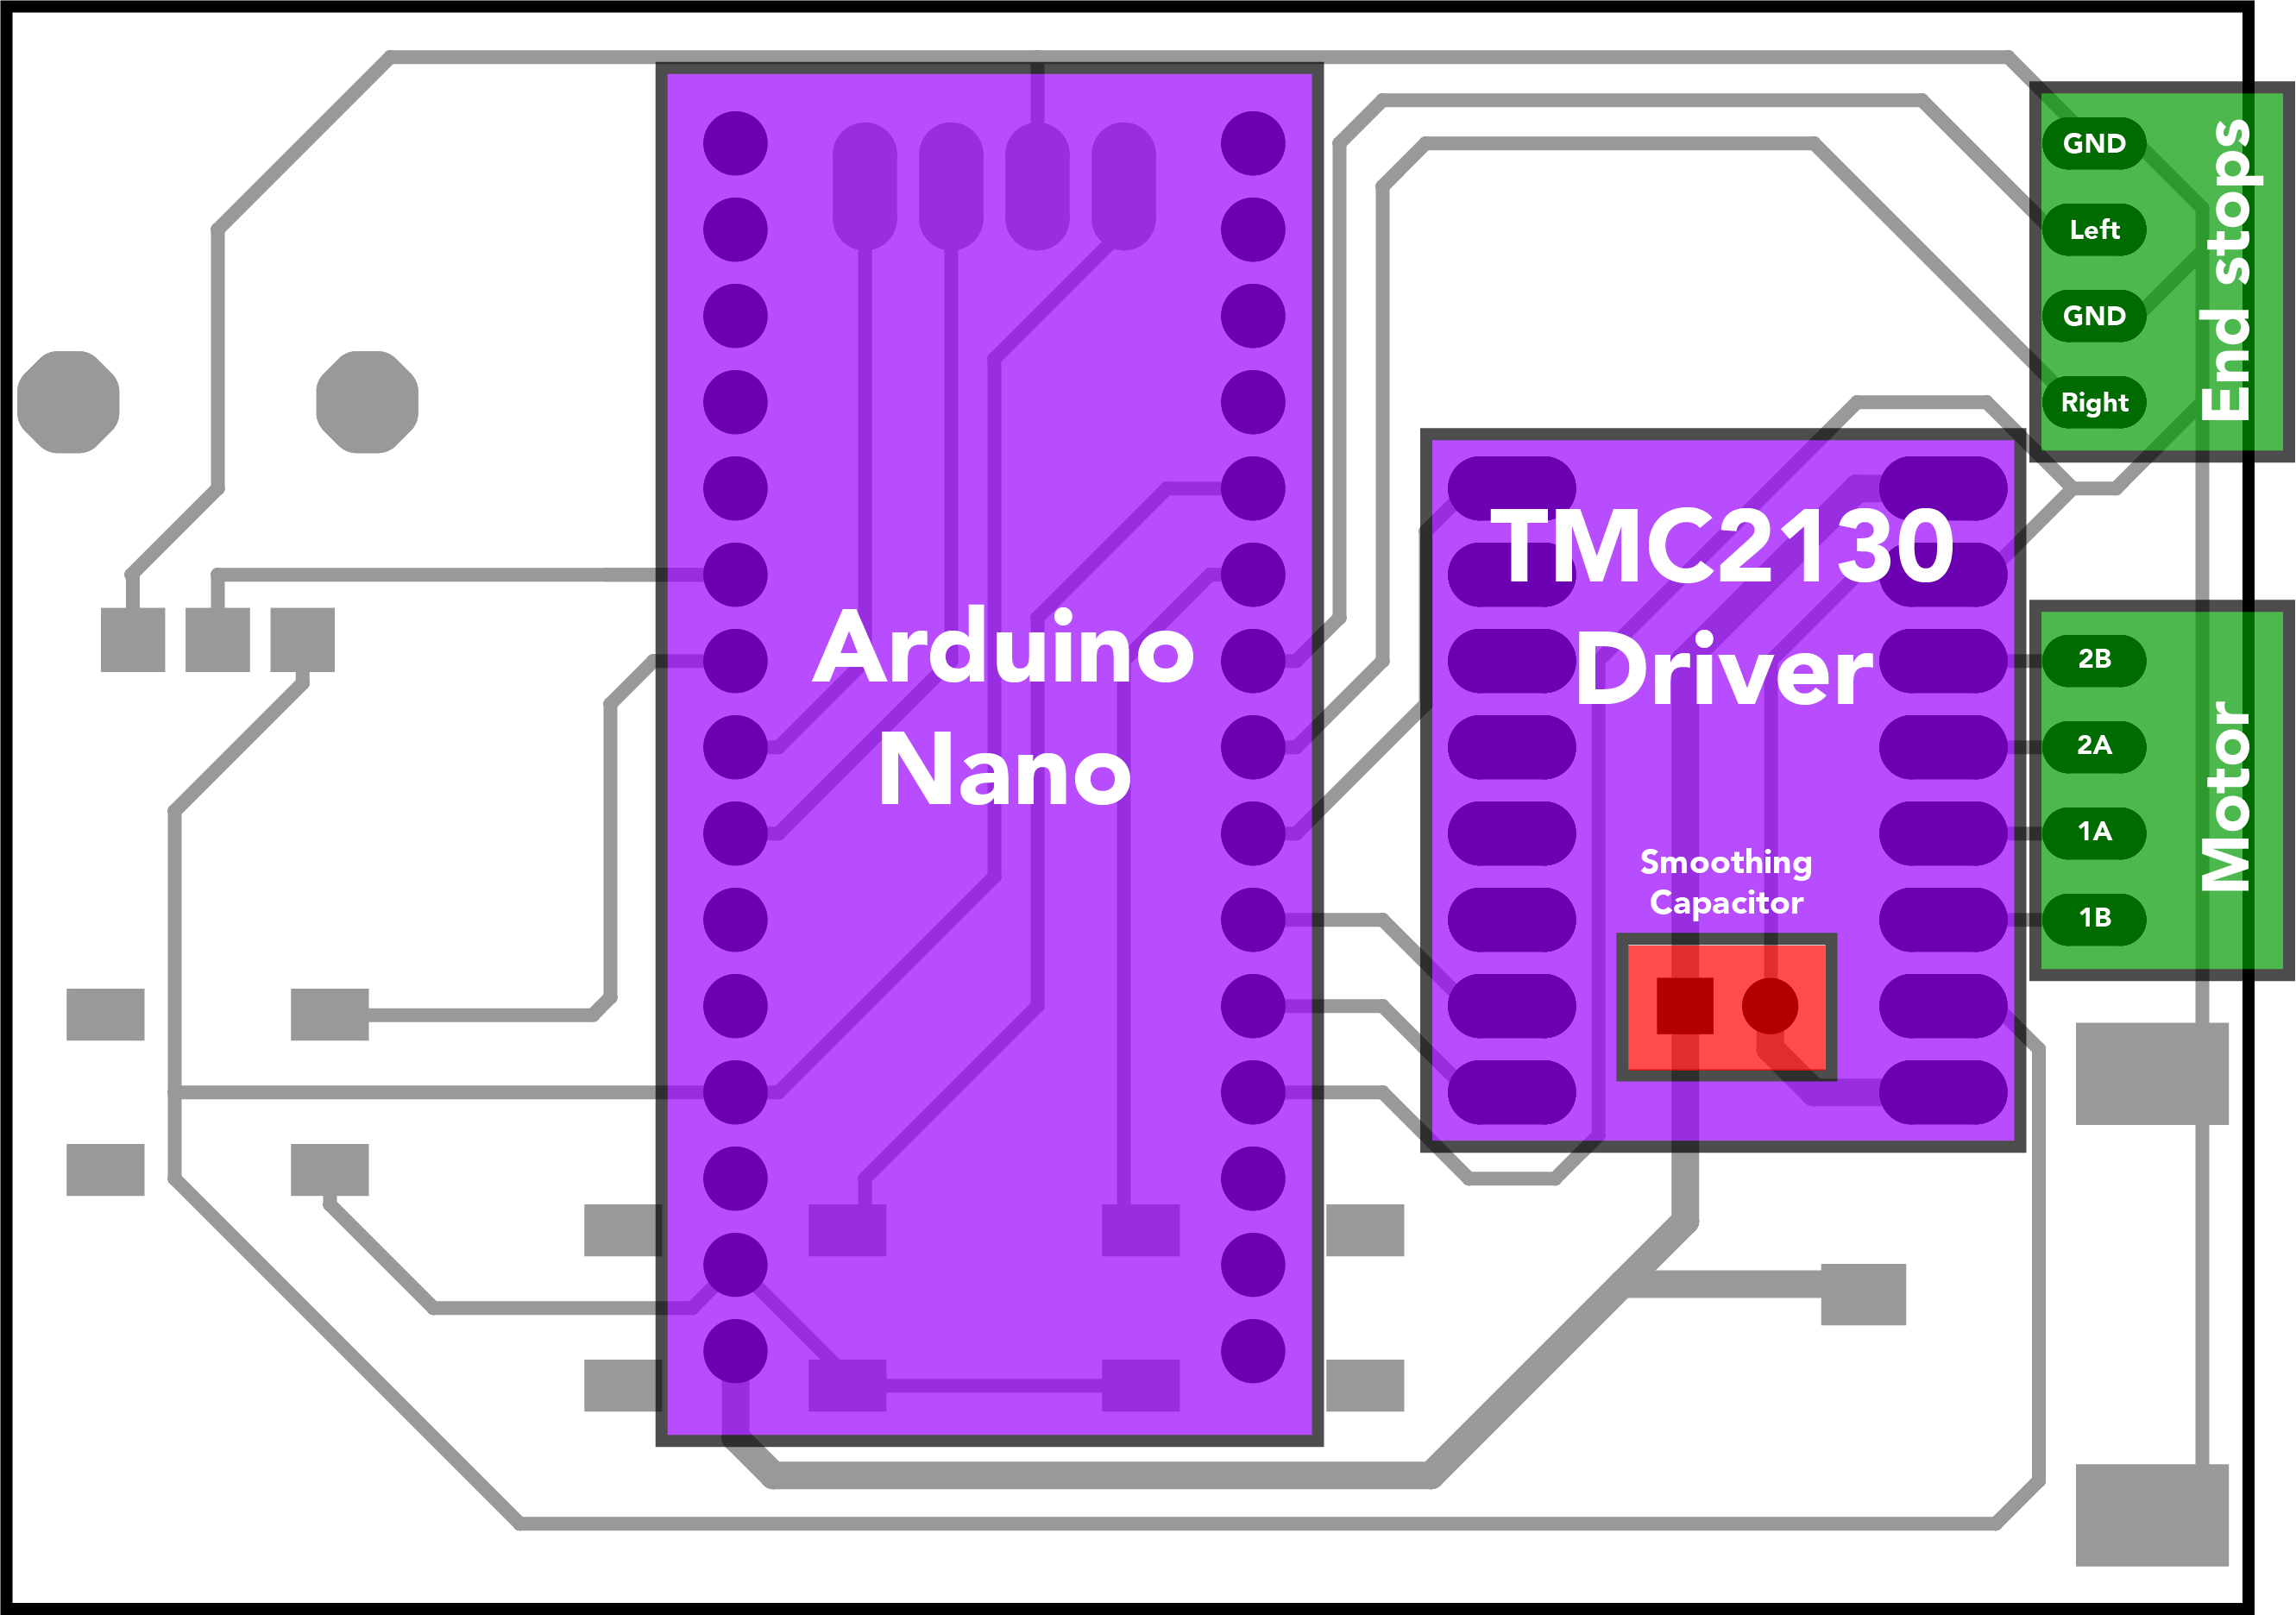 GND
Left
GND
Right
End stops
TMC2130
Driver
Arduino
Nano
2B
2A
1A
1B
Motor
Smoothing
Capacitor